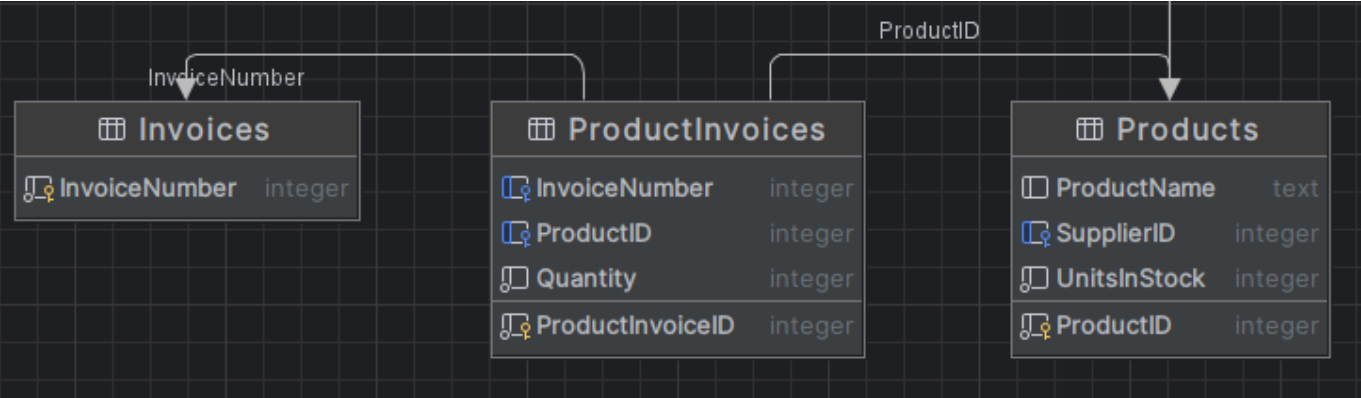 ProductID
InvoiceNumber
Invoices
InvoiceNumber integer
ProductInvoices
InvoiceNumber integer
ProductID integer
Quantity integer
ProductInvoiceID integer
Products
ProductName text
SupplierID integer
UnitsInStock integer
ProductID integer